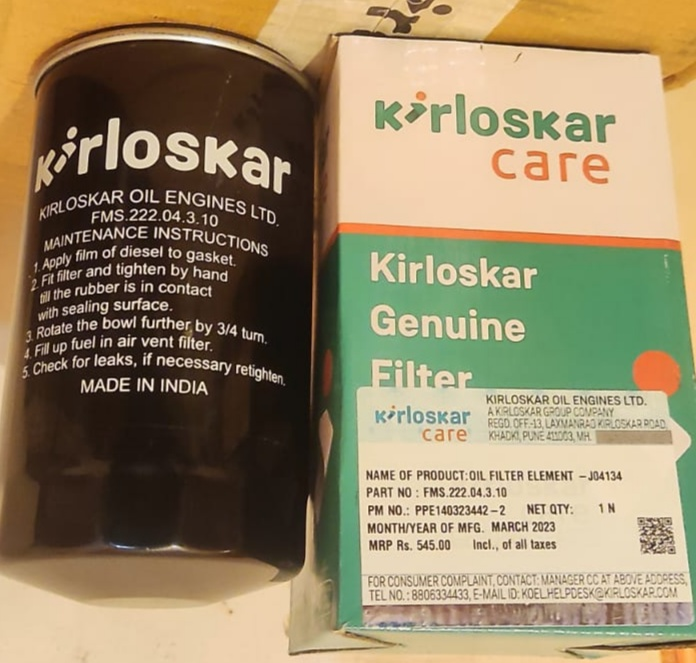 Kirloskar
KIRLOSKAR OIL ENGINES LTD.
FMS.222.04.3.10
MAINTENANCE INSTRUCTIONS
1. Apply film of diesel to gasket.
2. Fit filter and tighten by hand
till the rubber is in contact
with sealing surface.
3. Rotate the bowl further by 3/4 turn.
4. Fill up fuel in air vent filter.
5. Check for leaks, if necessary retighten.
MADE IN INDIA
Kirloskar
care
Kirloskar
Genuine
Filter
Kirloskar
care
KIRLOSKAR OIL ENGINES LTD.
A KIRLOSKAR GROUP COMPANY
REGD. OFF.-13, LAXMANRAO KIRLOSKAR ROAD,
KHADKI, PUNE 411003, MH.
NAME OF PRODUCT:OIL FILTER ELEMENT -J04134
PART NO : FMS.222.04.3.10
PM NO.: PPE140323442-2 NET QTY: 1 N
MONTH/YEAR OF MFG. MARCH 2023
MRP Rs. 545.00 Incl., of all taxes
FOR CONSUMER COMPLAINT, CONTACT: MANAGER CC AT ABOVE ADDRESS,
TEL NO.: 8806334433, E-MAIL ID: KOEL.HELPDESK@KIRLOSKAR.COM